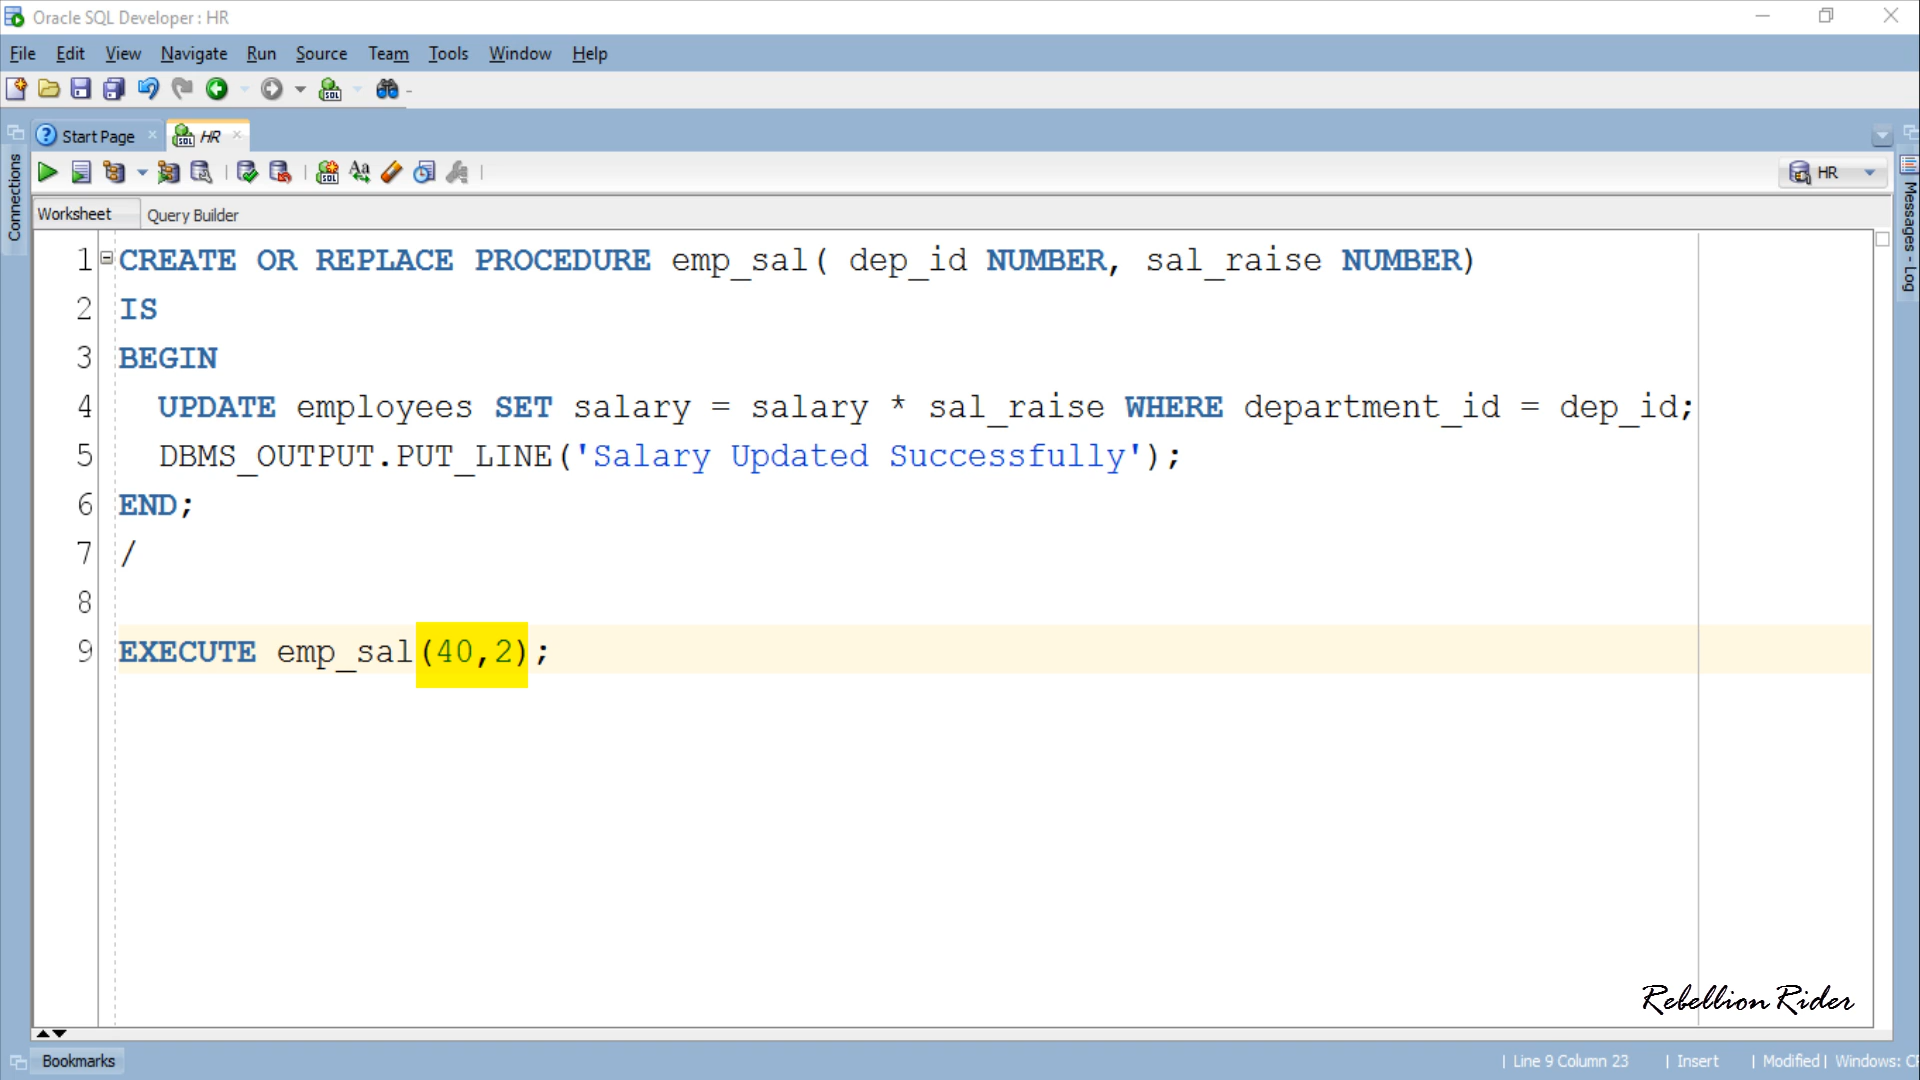 Oracle SQL Developer : HR
File Edit View Navigate Run Source Team Tools Window Help
Start Page HR
HR
Connections
Messages - Log
Worksheet Query Builder
1 CREATE OR REPLACE PROCEDURE emp_sal( dep_id NUMBER, sal_raise NUMBER)
2 IS
3 BEGIN
4 UPDATE employees SET salary = salary * sal_raise WHERE department_id = dep_id;
5 DBMS_OUTPUT.PUT_LINE('Salary Updated Successfully');
6 END;
7 /
8
9 EXECUTE emp_sal(40,2);
Rebellion Rider
Bookmarks
| Line 9 Column 23 | Insert | Modified | Windows: C